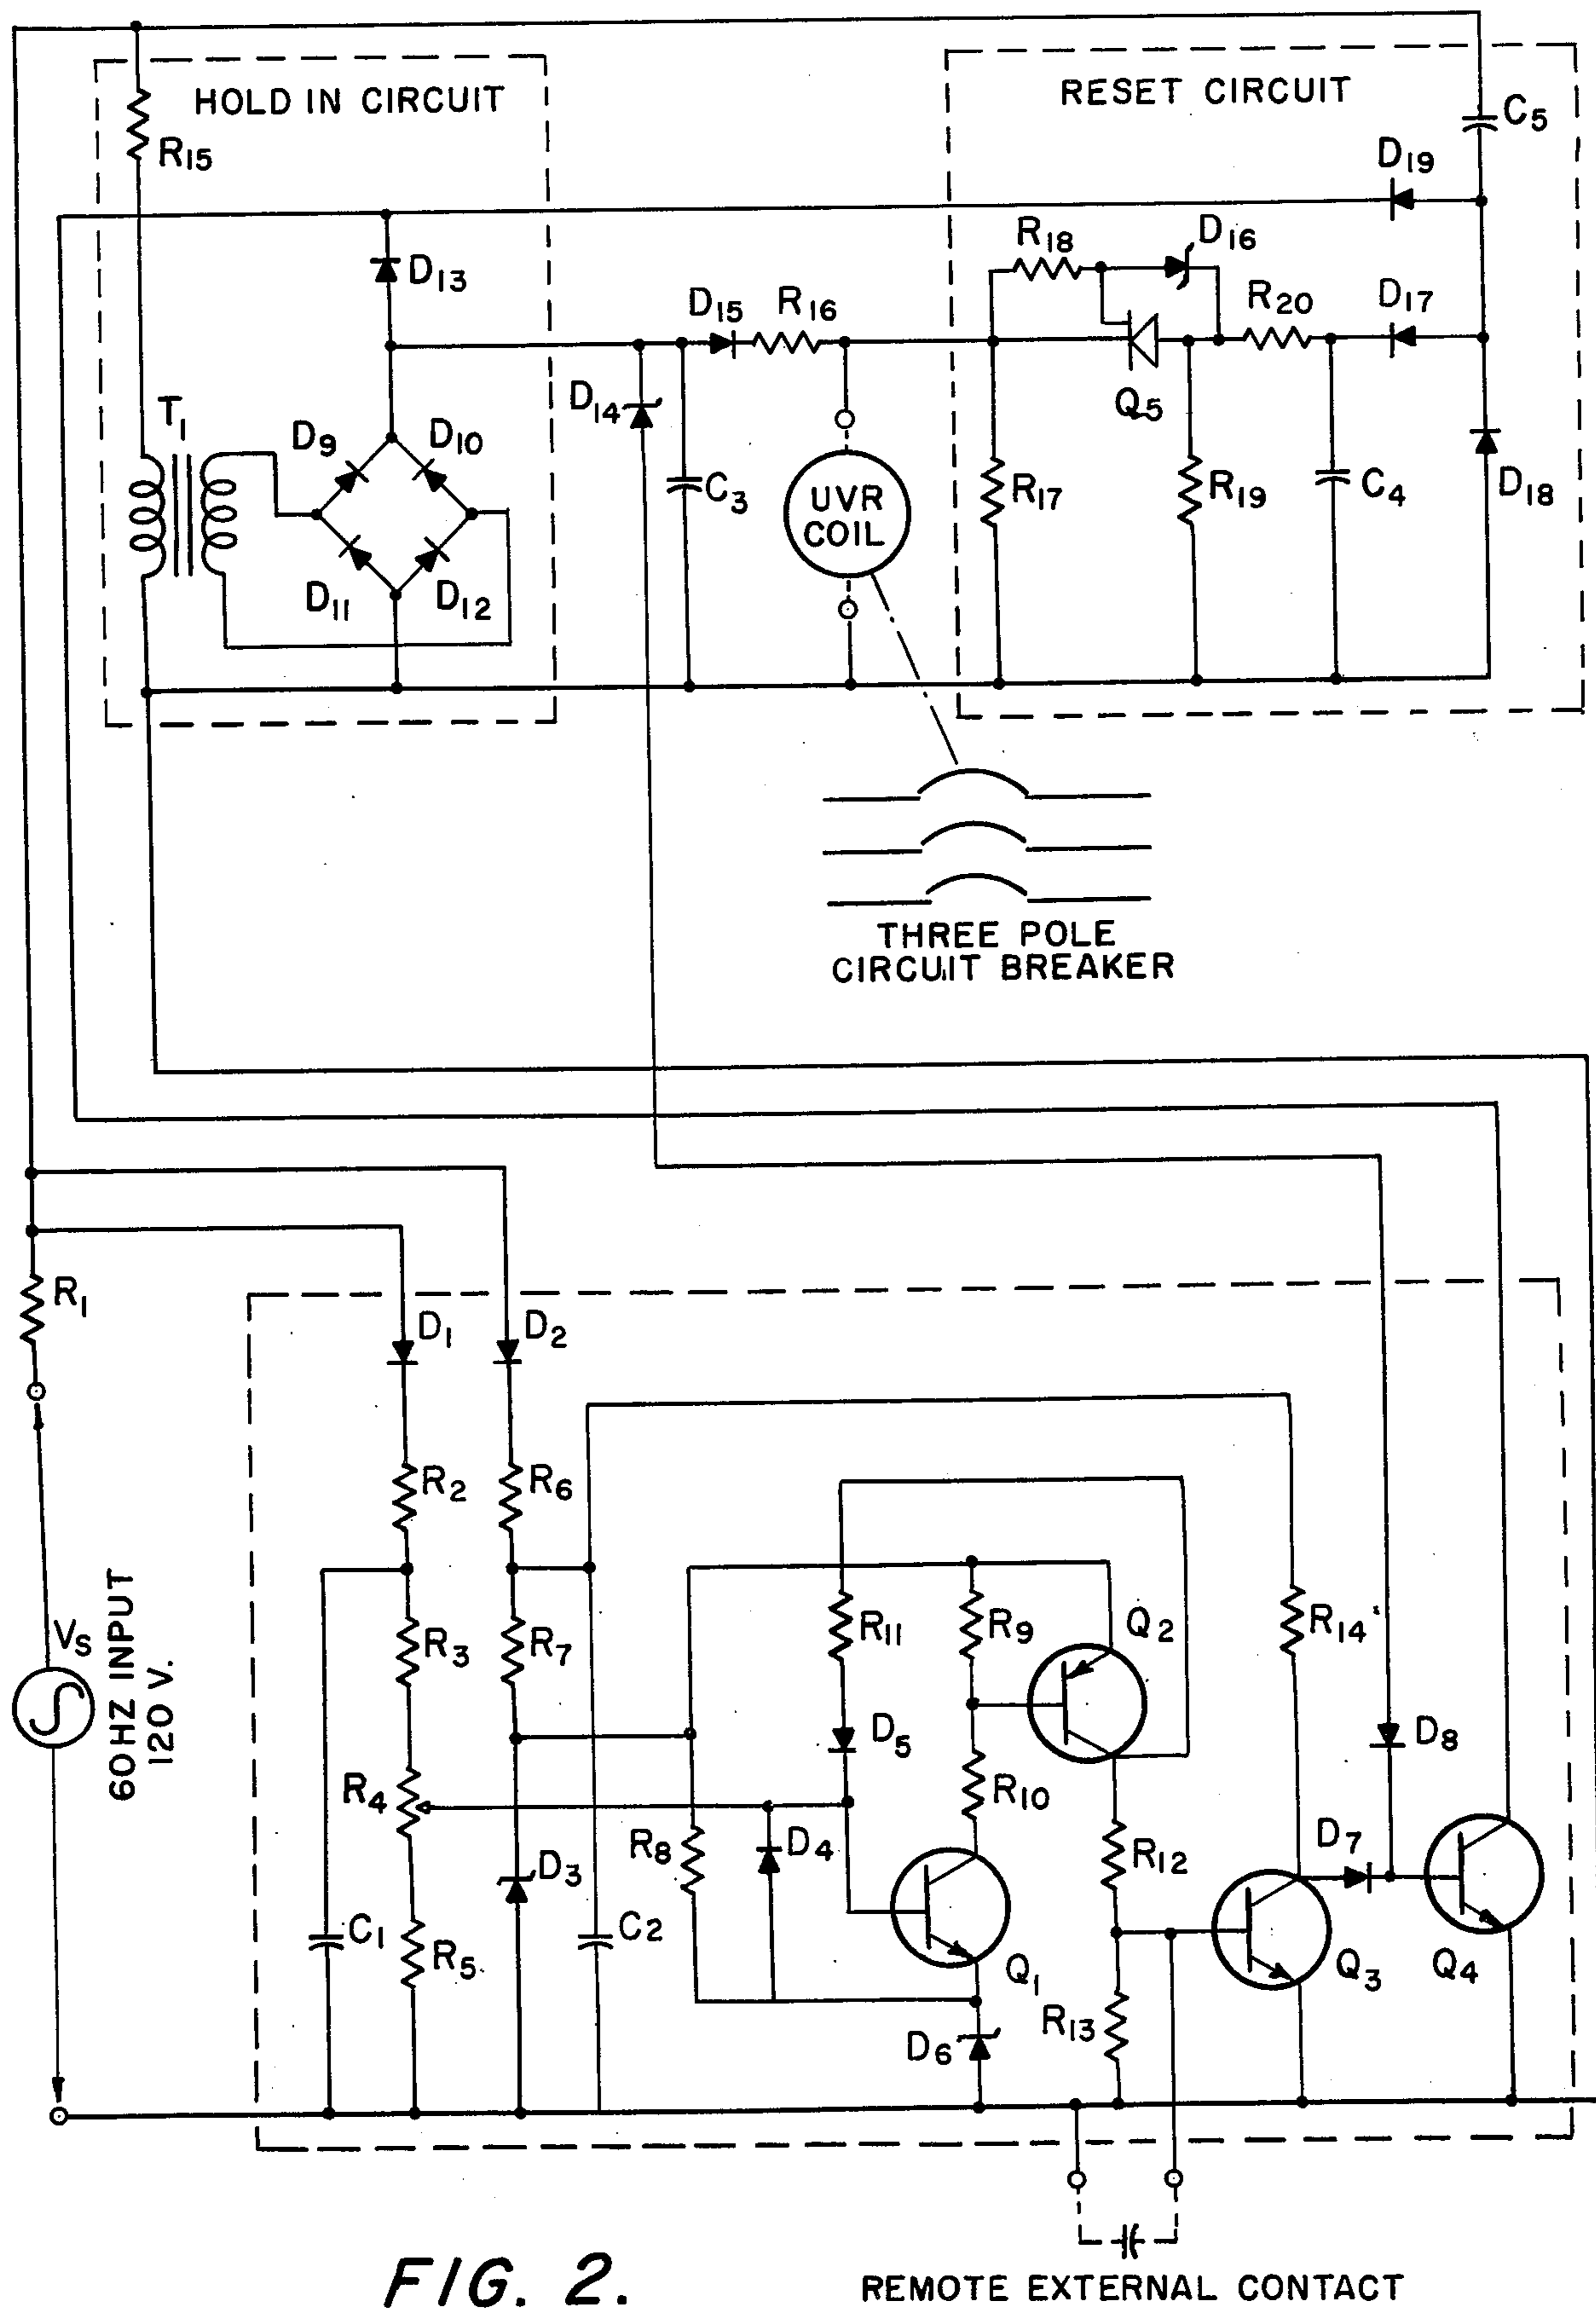 HOLD IN CIRCUIT
RESET CIRCUIT
C5
R15
D19
R18
D16
D13
D15
R16
R20
D17
D14
Q5
T1
D9
D10
C3
UVR
COIL
R17
R19
C4
D18
D11
D12
THREE POLE
CIRCUIT BREAKER
R1
D1
D2
R2
R6
VS
60HZ INPUT
120 V.
R3
R7
R11
R9
Q2
R14
D5
D8
R4
R10
R8
D4
D3
R12
D7
C1
R5
C2
Q1
Q3
Q4
R13
D6
FIG. 2.
REMOTE EXTERNAL CONTACT